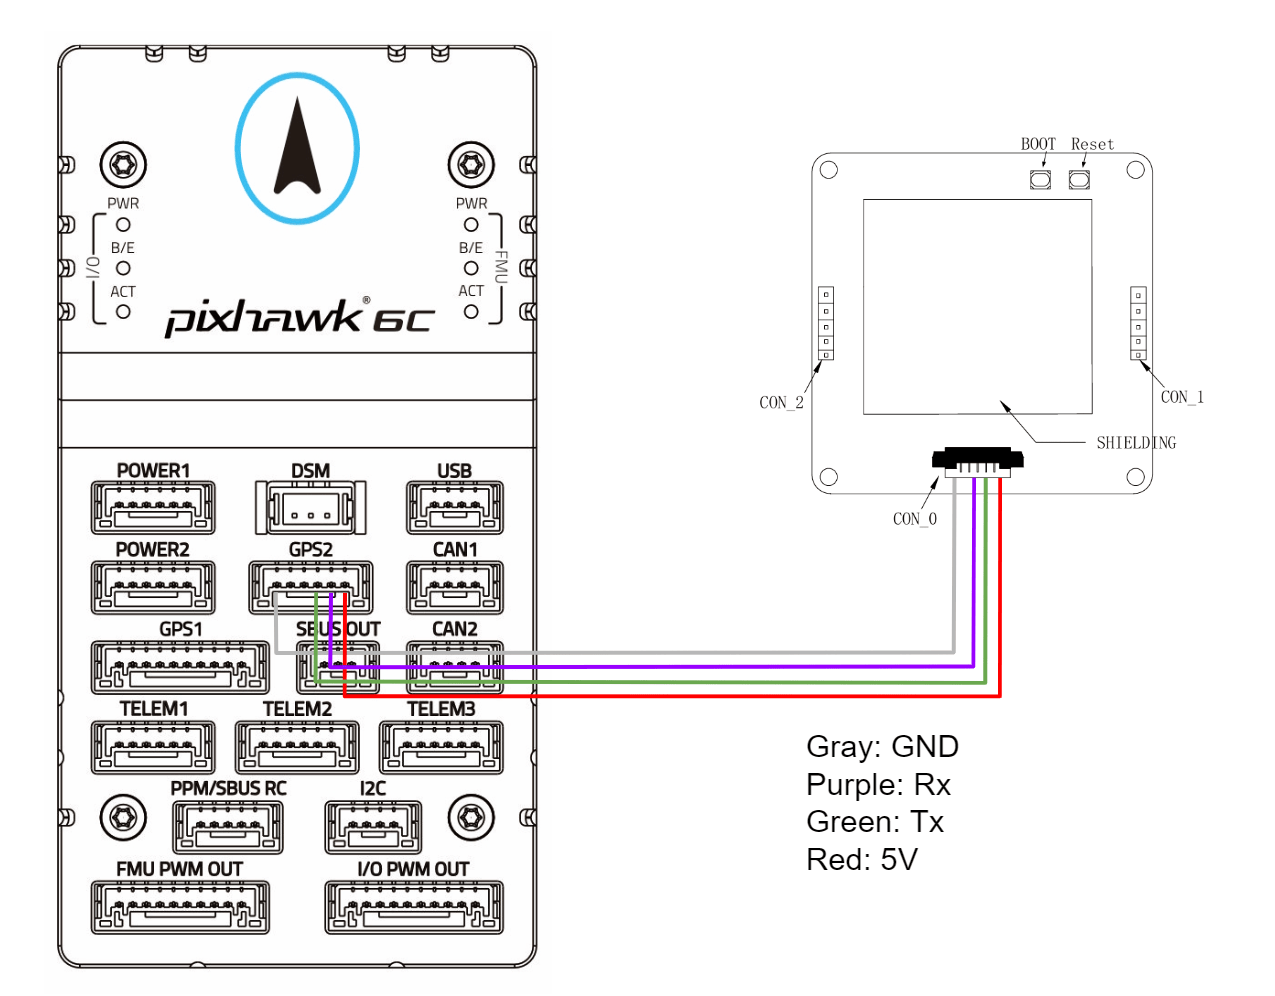 PWR
B/E
ACT
I/O
PWR
B/E
ACT
FMU
pixhawk® 6C
POWER1
DSM
USB
POWER2
GPS2
CAN1
GPS1
SBUS OUT
CAN2
TELEM1
TELEM2
TELEM3
PPM/SBUS RC
I2C
FMU PWM OUT
I/O PWM OUT
BOOT
Reset
CON_2
CON_1
SHIELDING
CON_0
Gray: GND
Purple: Rx
Green: Tx
Red: 5V